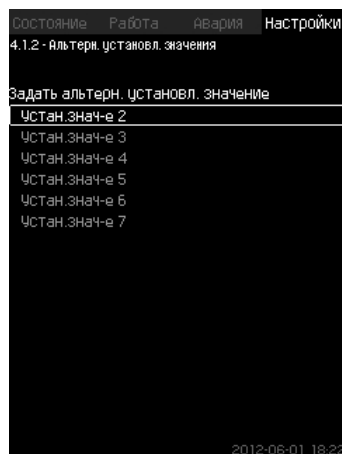 Состояние Работа Авария Настройки
4.1.2 - Альтерн. установл. значения
Задать альтерн. установл. значение
Устан.знач-е 2
Устан.знач-е 3
Устан.знач-е 4
Устан.знач-е 5
Устан.знач-е 6
Устан.знач-е 7
2012-06-01 18:22